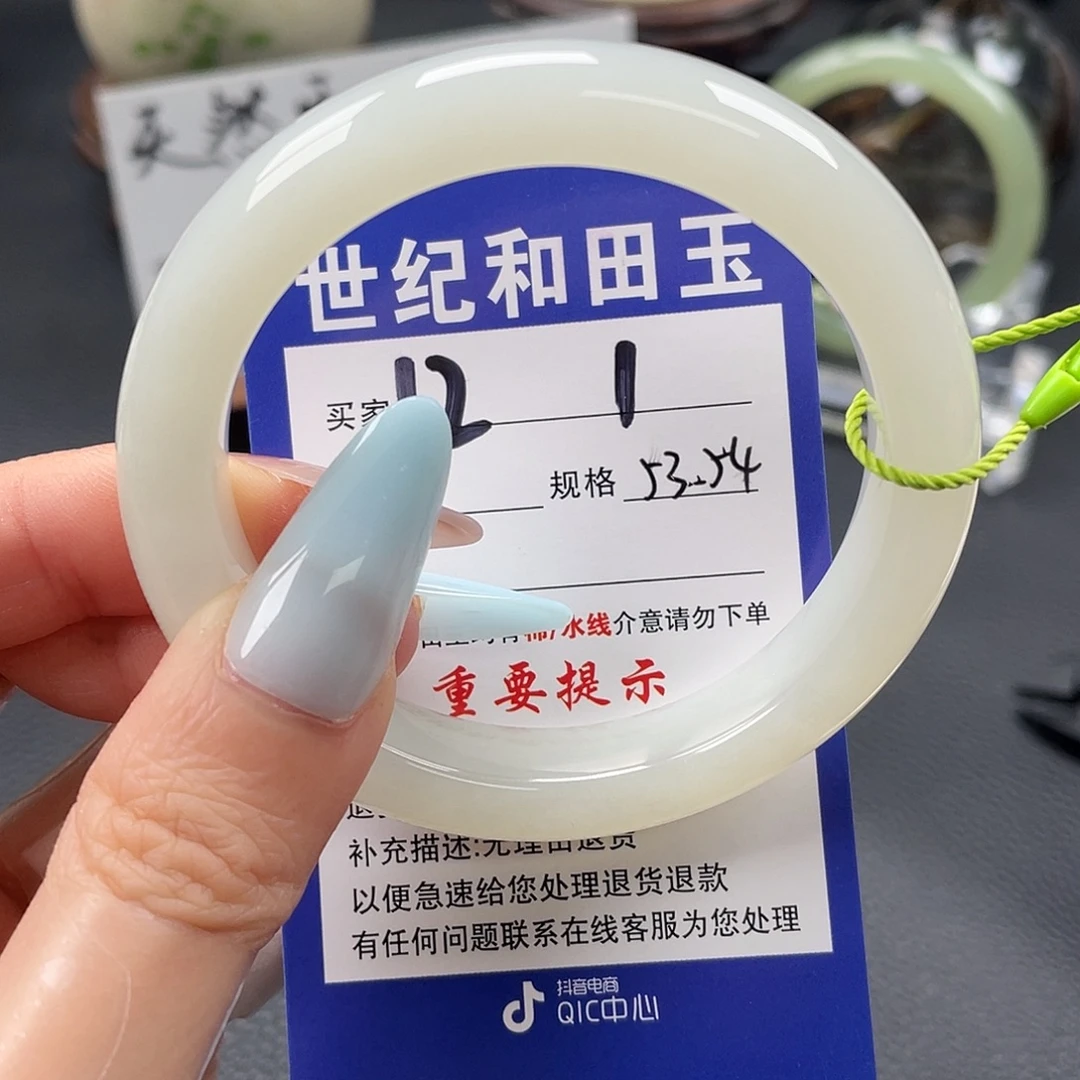 天然
世纪和田玉
买家 12 1
规格 53.54
棉/水线介意请勿下单
重要提示
补充描述:无理由退货
以便急速给您处理退货退款
有任何问题联系在线客服为您处理
抖音电商
QIC中心